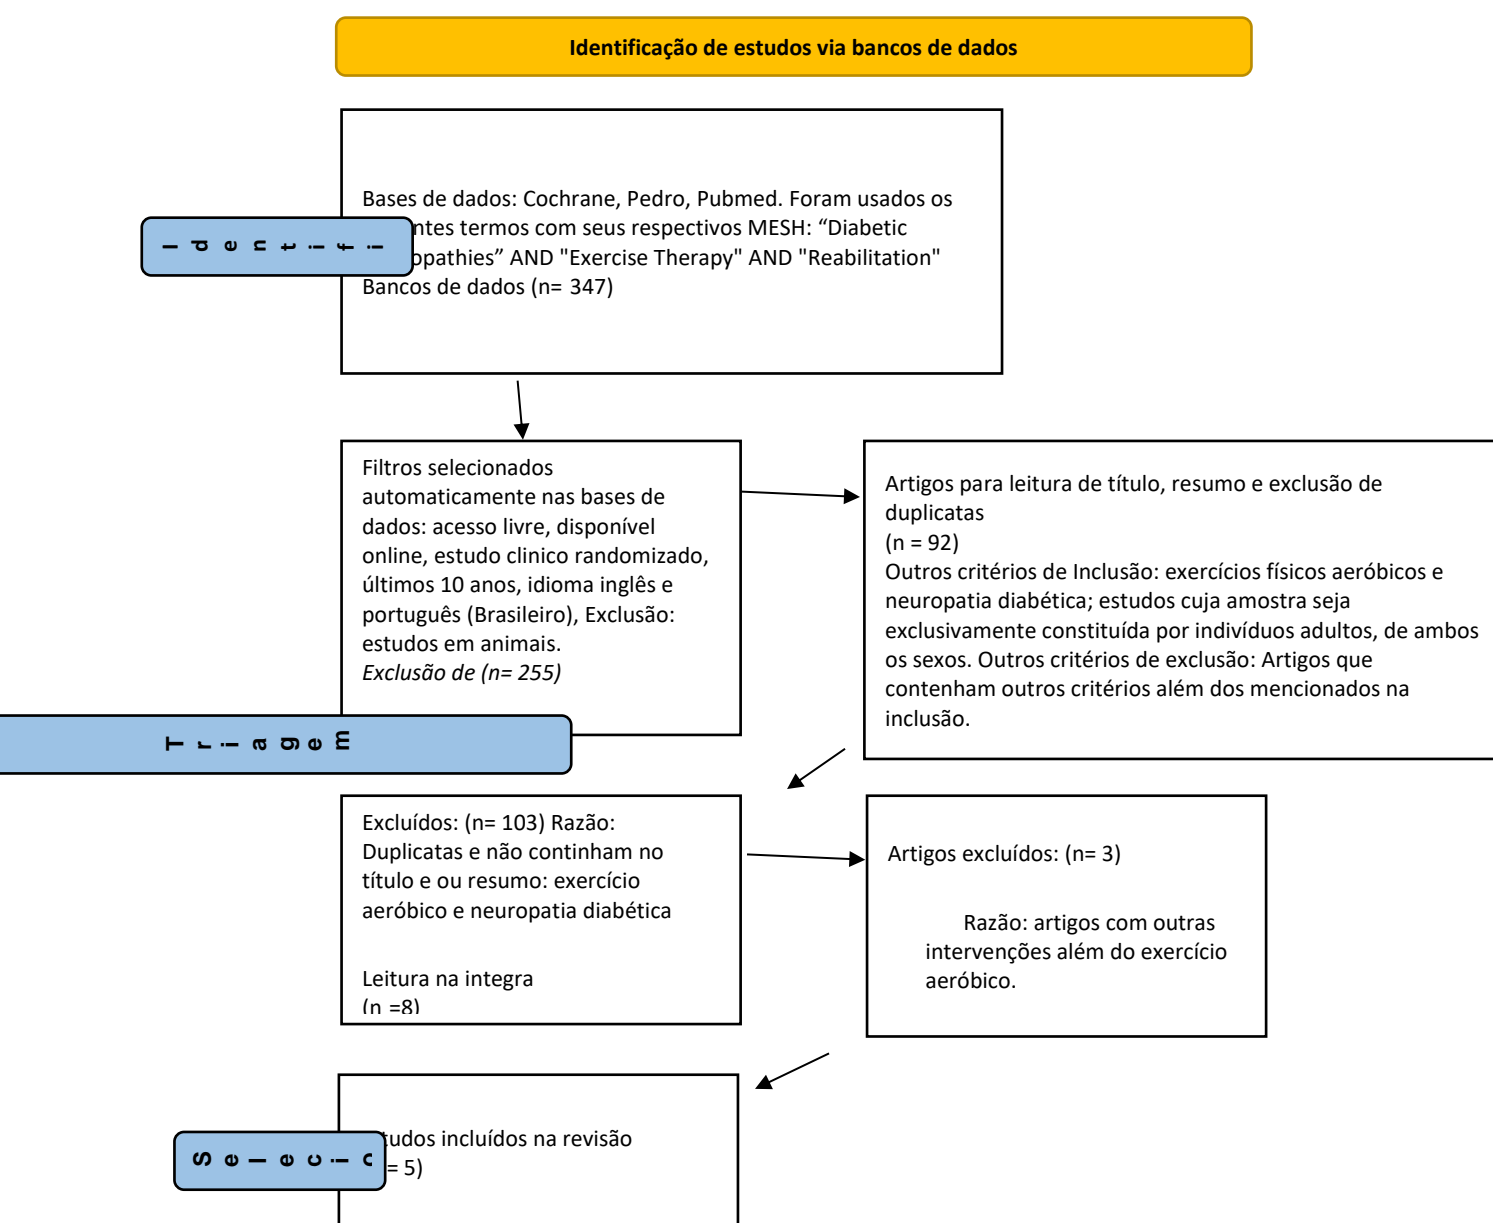 Identificação de estudos via bancos de dados
Bases de dados: Cochrane, Pedro, Pubmed. Foram usados os
ntes termos com seus respectivos MESH: “Diabetic
opathies” AND "Exercise Therapy" AND "Reabilitation"
Bancos de dados (n= 347)
Identifi
Filtros selecionados
automaticamente nas bases de
dados: acesso livre, disponível
online, estudo clinico randomizado,
últimos 10 anos, idioma inglês e
português (Brasileiro), Exclusão:
estudos em animais.
Exclusão de (n= 255)
Artigos para leitura de título, resumo e exclusão de
duplicatas
(n = 92)
Outros critérios de Inclusão: exercícios físicos aeróbicos e
neuropatia diabética; estudos cuja amostra seja
exclusivamente constituída por indivíduos adultos, de ambos
os sexos. Outros critérios de exclusão: Artigos que
contenham outros critérios além dos mencionados na
inclusão.
Triagem
Excluídos: (n= 103) Razão:
Duplicatas e não continham no
título e ou resumo: exercício
aeróbico e neuropatia diabética
Leitura na integra
(n =8)
Artigos excluídos: (n= 3)
Razão: artigos com outras
intervenções além do exercício
aeróbico.
tudos incluídos na revisão
= 5)
Seleci